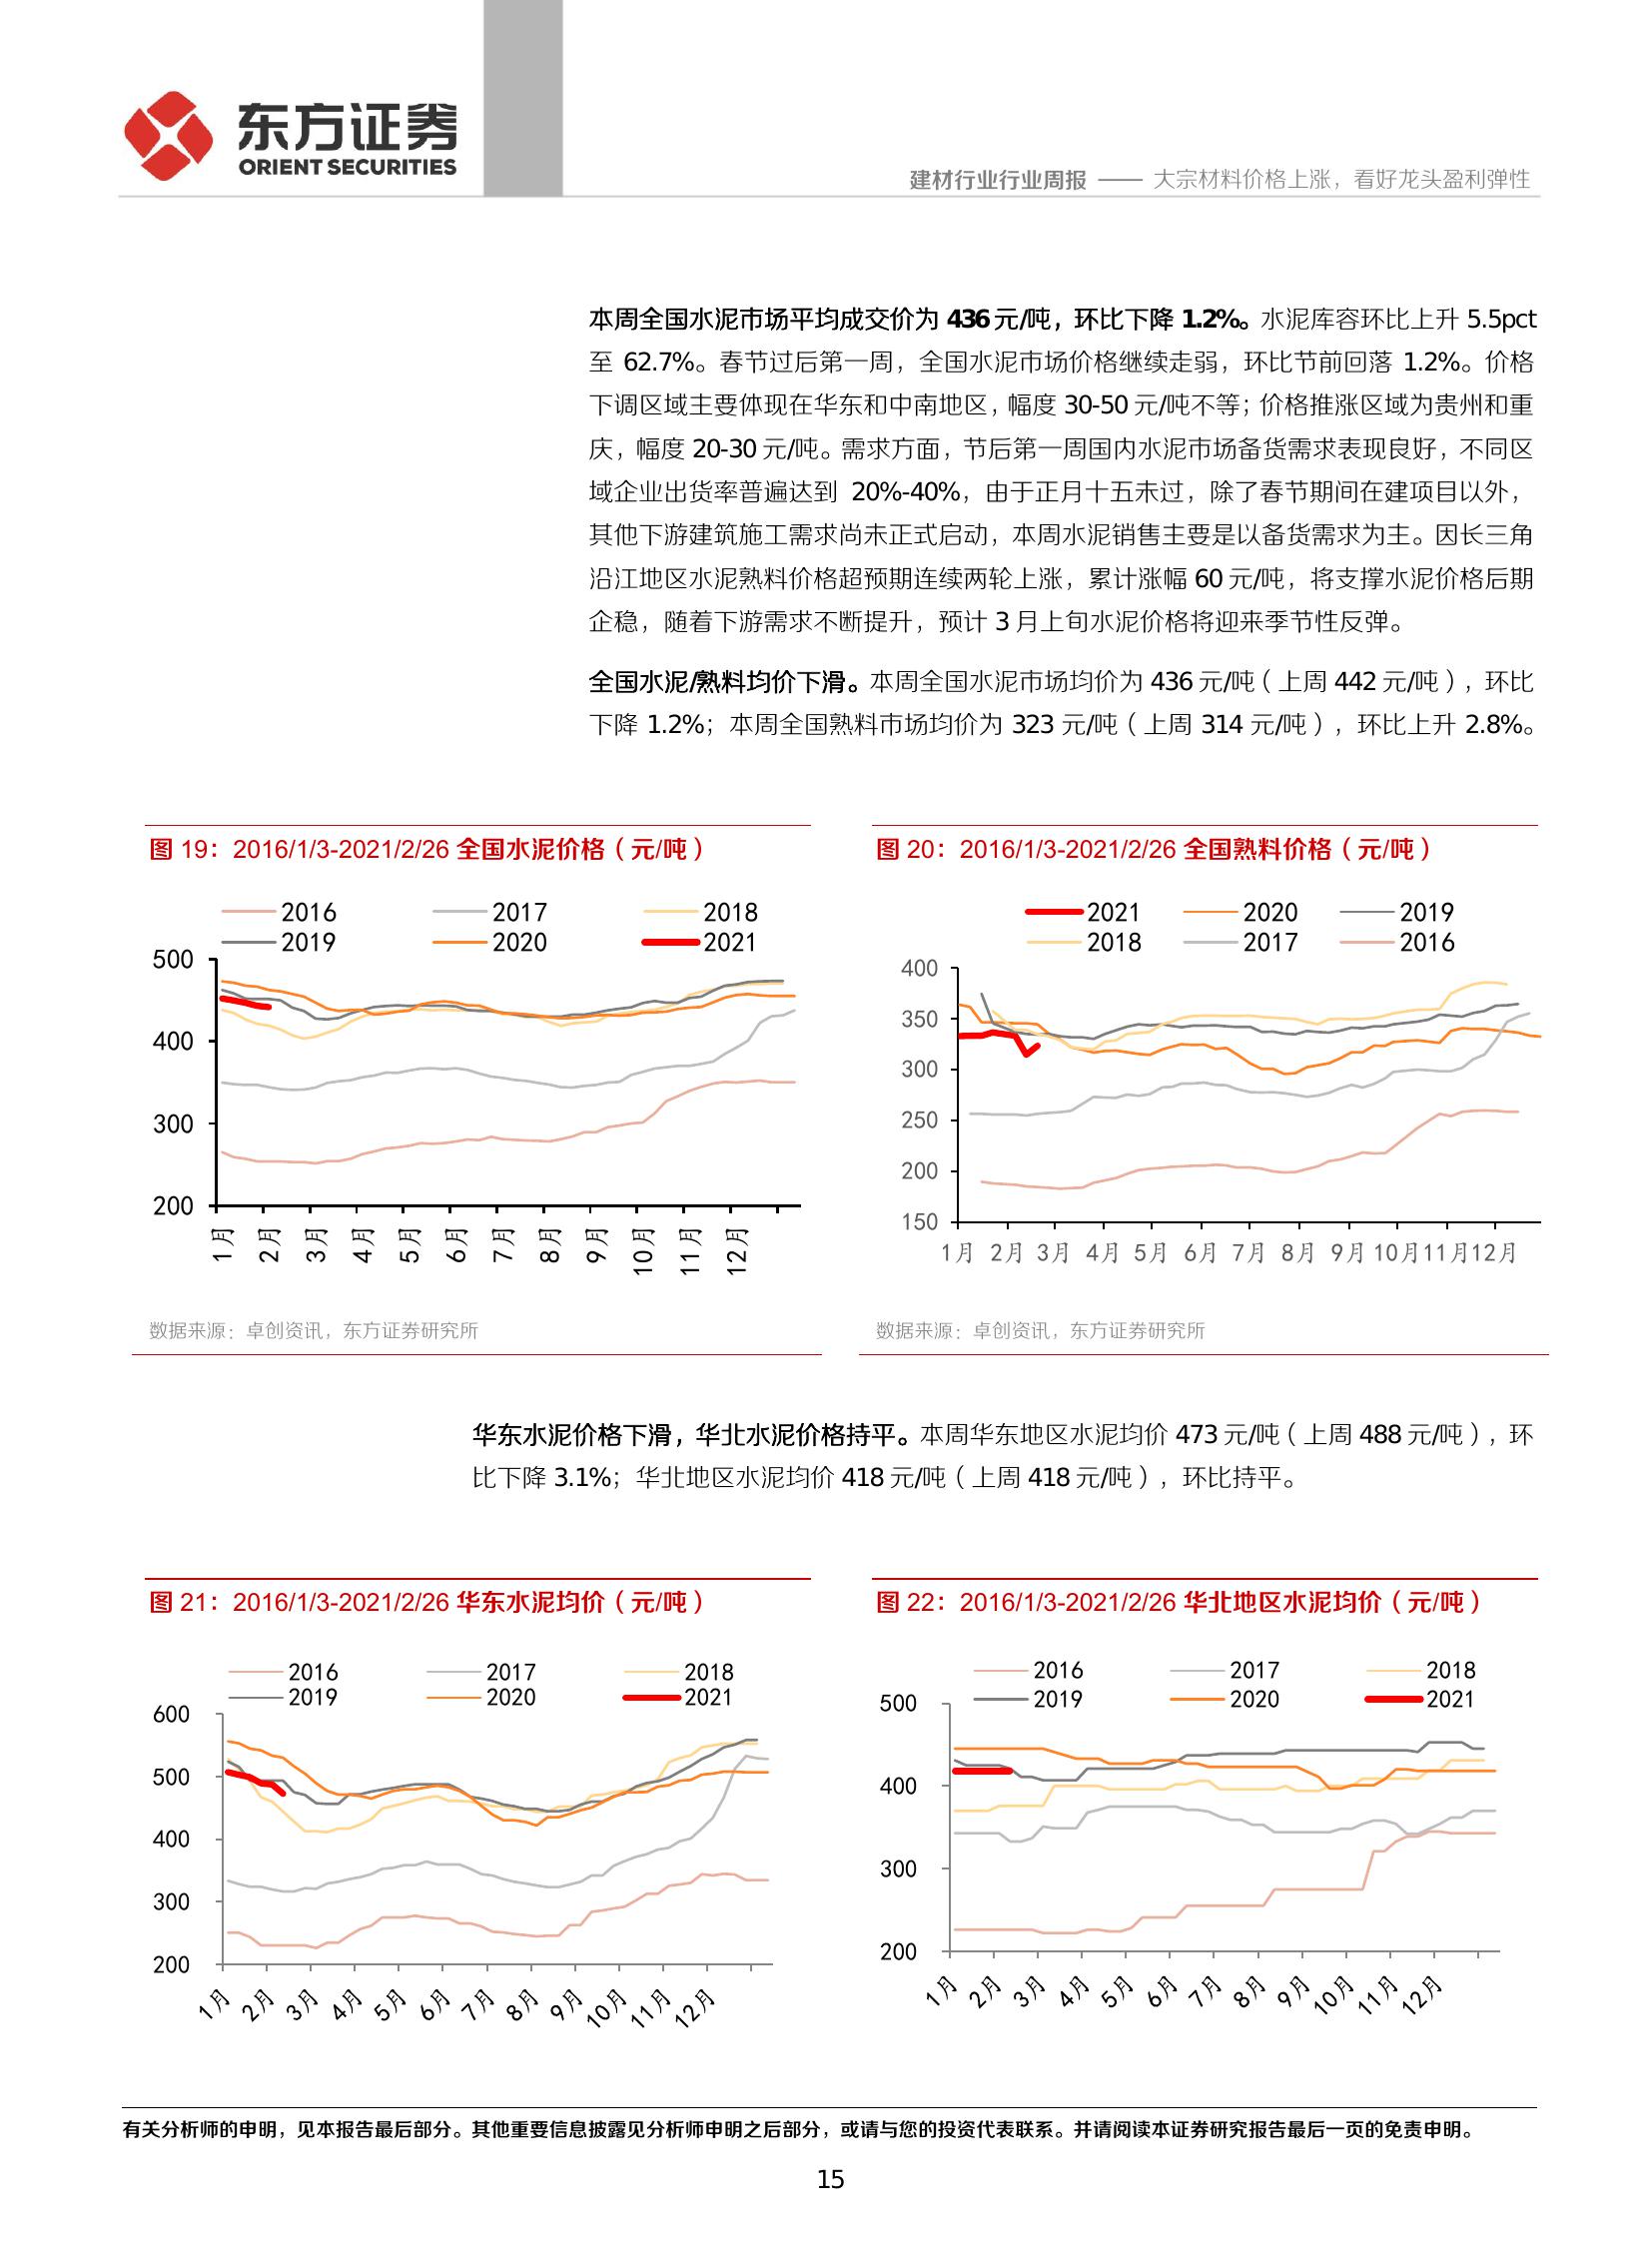 东方证券
ORIENT SECURITIES
建材行业行业周报 —— 大宗材料价格上涨，看好龙头盈利弹性
本周全国水泥市场平均成交价为 436 元/吨，环比下降 1.2%。水泥库容环比上升 5.5pct
至 62.7%。春节过后第一周，全国水泥市场价格继续走弱，环比节前回落 1.2%。价格
下调区域主要体现在华东和中南地区，幅度 30-50 元/吨不等；价格推涨区域为贵州和重
庆，幅度 20-30 元/吨。需求方面，节后第一周国内水泥市场备货需求表现良好，不同区
域企业出货率普遍达到 20%-40%，由于正月十五未过，除了春节期间在建项目以外，
其他下游建筑施工需求尚未正式启动，本周水泥销售主要是以备货需求为主。因长三角
沿江地区水泥熟料价格超预期连续两轮上涨，累计涨幅 60 元/吨，将支撑水泥价格后期
企稳，随着下游需求不断提升，预计 3 月上旬水泥价格将迎来季节性反弹。
全国水泥/熟料均价下滑。本周全国水泥市场均价为 436 元/吨（上周 442 元/吨），环比
下降 1.2%；本周全国熟料市场均价为 323 元/吨（上周 314 元/吨），环比上升 2.8%。
图 19：2016/1/3-2021/2/26 全国水泥价格（元/吨）
2016 2017 2018
2019 2020 2021
500
400
300
200
1月 2月 3月 4月 5月 6月 7月 8月 9月 10月 11月 12月
数据来源：卓创资讯，东方证券研究所
图 20：2016/1/3-2021/2/26 全国熟料价格（元/吨）
2021 2020 2019
2018 2017 2016
400
350
300
250
200
150
1月 2月 3月 4月 5月 6月 7月 8月 9月 10月 11月 12月
数据来源：卓创资讯，东方证券研究所
华东水泥价格下滑，华北水泥价格持平。本周华东地区水泥均价 473 元/吨（上周 488 元/吨），环
比下降 3.1%；华北地区水泥均价 418 元/吨（上周 418 元/吨），环比持平。
图 21：2016/1/3-2021/2/26 华东水泥均价（元/吨）
2016 2017 2018
2019 2020 2021
600
500
400
300
200
1月 2月 3月 4月 5月 6月 7月 8月 9月 10月 11月 12月
图 22：2016/1/3-2021/2/26 华北地区水泥均价（元/吨）
2016 2017 2018
2019 2020 2021
500
400
300
200
1月 2月 3月 4月 5月 6月 7月 8月 9月 10月 11月 12月
有关分析师的申明，见本报告最后部分。其他重要信息披露见分析师申明之后部分，或请与您的投资代表联系。并请阅读本证券研究报告最后一页的免责申明。
15